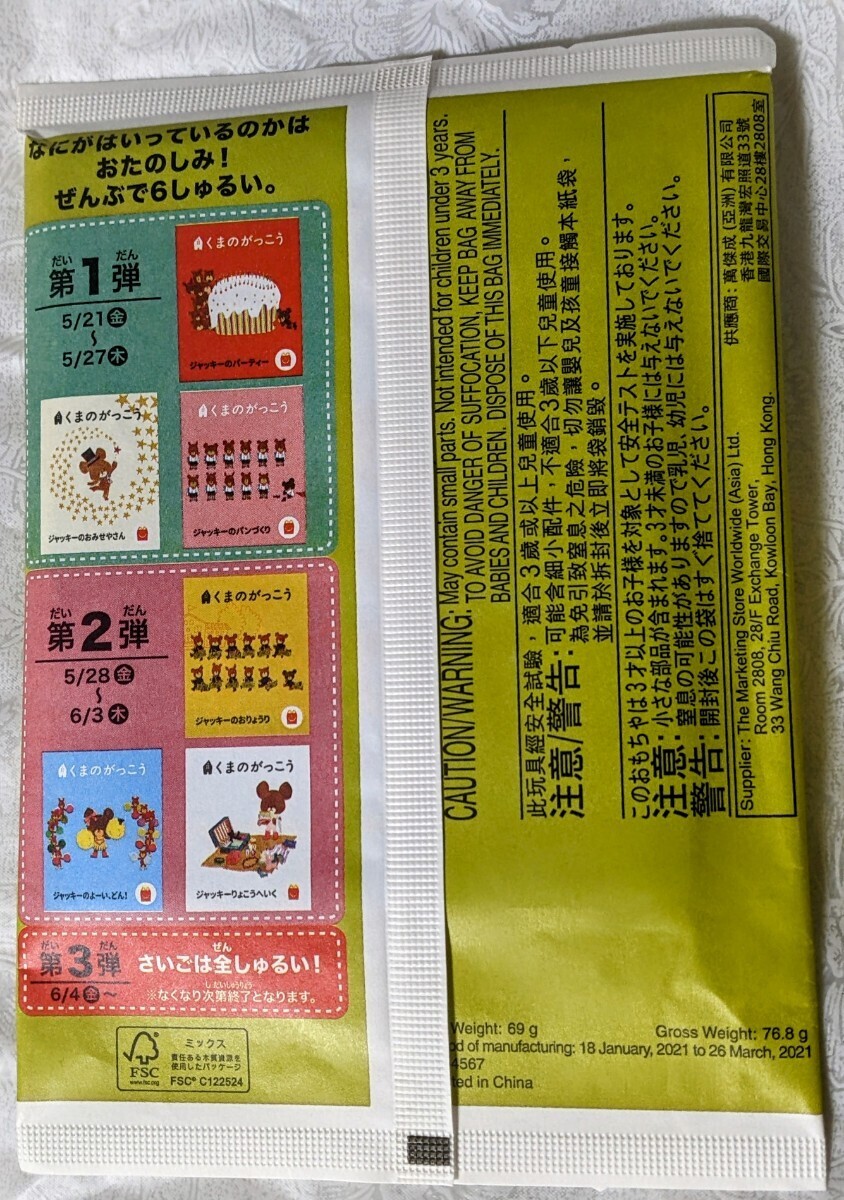 なにがはいっているのかは
おたのしみ!
ぜんぶで6しゅるい。
だい だん
第1弾
5/21金
~
5/27木
くまのがっこう
ジャッキーのパーティー
くまのがっこう
ジャッキーのおみせやさん
くまのがっこう
ジャッキーのパンづくり
だい だん
第2弾
5/28金
~
6/3木
くまのがっこう
ジャッキーのおりょうり
くまのがっこう
ジャッキーのよーい、どん!
くまのがっこう
ジャッキーりょこうへいく
だい だん
第3弾
6/4金~
ぜん
さいごは全しゅるい!
しだいしゅうりょう
※なくなり次第終了となります。
FSC
www.fsc.org
ミックス
責任ある木質資源を
使用したパッケージ
FSC® C122524
CAUTION/WARNING: May contain small parts. Not intended for children under 3 years.
TO AVOID DANGER OF SUFFOCATION, KEEP BAG AWAY FROM
BABIES AND CHILDREN. DISPOSE OF THIS BAG IMMEDIATELY.
此玩具經安全試驗，適合3歲或以上兒童使用。
注意/警告: 可能含細小配件，不適合3歲以下兒童使用。
為免引致窒息之危險，切勿讓嬰兒及孩童接觸本紙袋，
並請於拆封後立即將袋銷毀。
このおもちゃは3才以上のお子様を対象として安全テストを実施しております。
注意: 小さな部品が含まれます。3才未満のお子様には与えないでください。
窒息の可能性がありますので乳児、幼児には与えないでください。
警告: 開封後この袋はすぐ捨ててください。
Supplier: The Marketing Store Worldwide (Asia) Ltd.
Room 2808, 28/F Exchange Tower,
33 Wang Chiu Road, Kowloon Bay, Hong Kong.
供應商: 萬傑成 (亞洲) 有限公司
香港九龍灣宏照道33號
國際交易中心28樓2808室
Weight: 69 g
Gross Weight: 76.8 g
od of manufacturing: 18 January, 2021 to 26 March, 2021
4567
ted in China